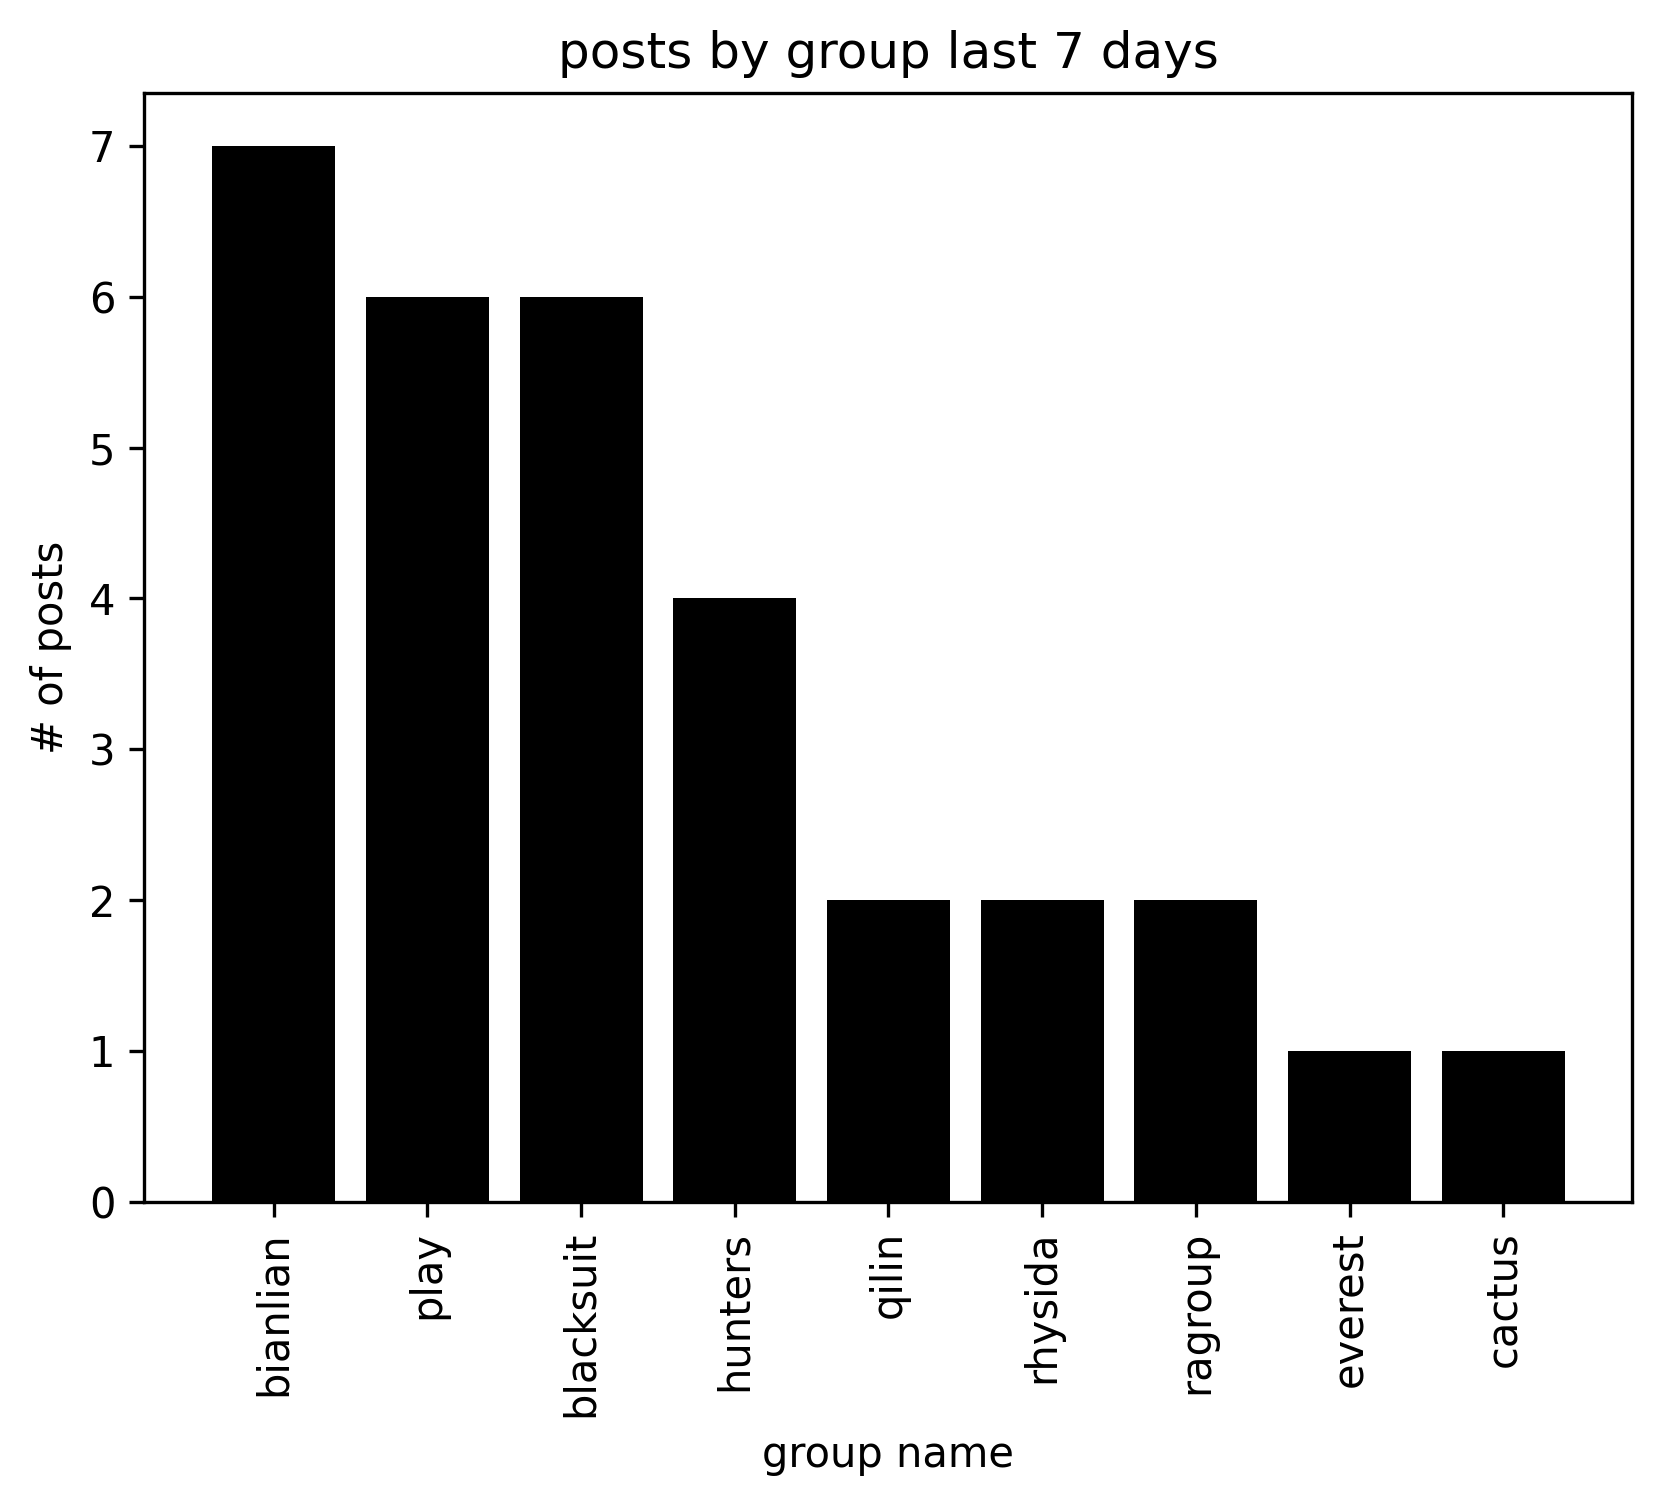 posts by group last 7 days
7
6
5
4
3
2
1
0
# of posts
bianlian
play
blacksuit
hunters
qilin
rhysida
ragroup
everest
cactus
group name